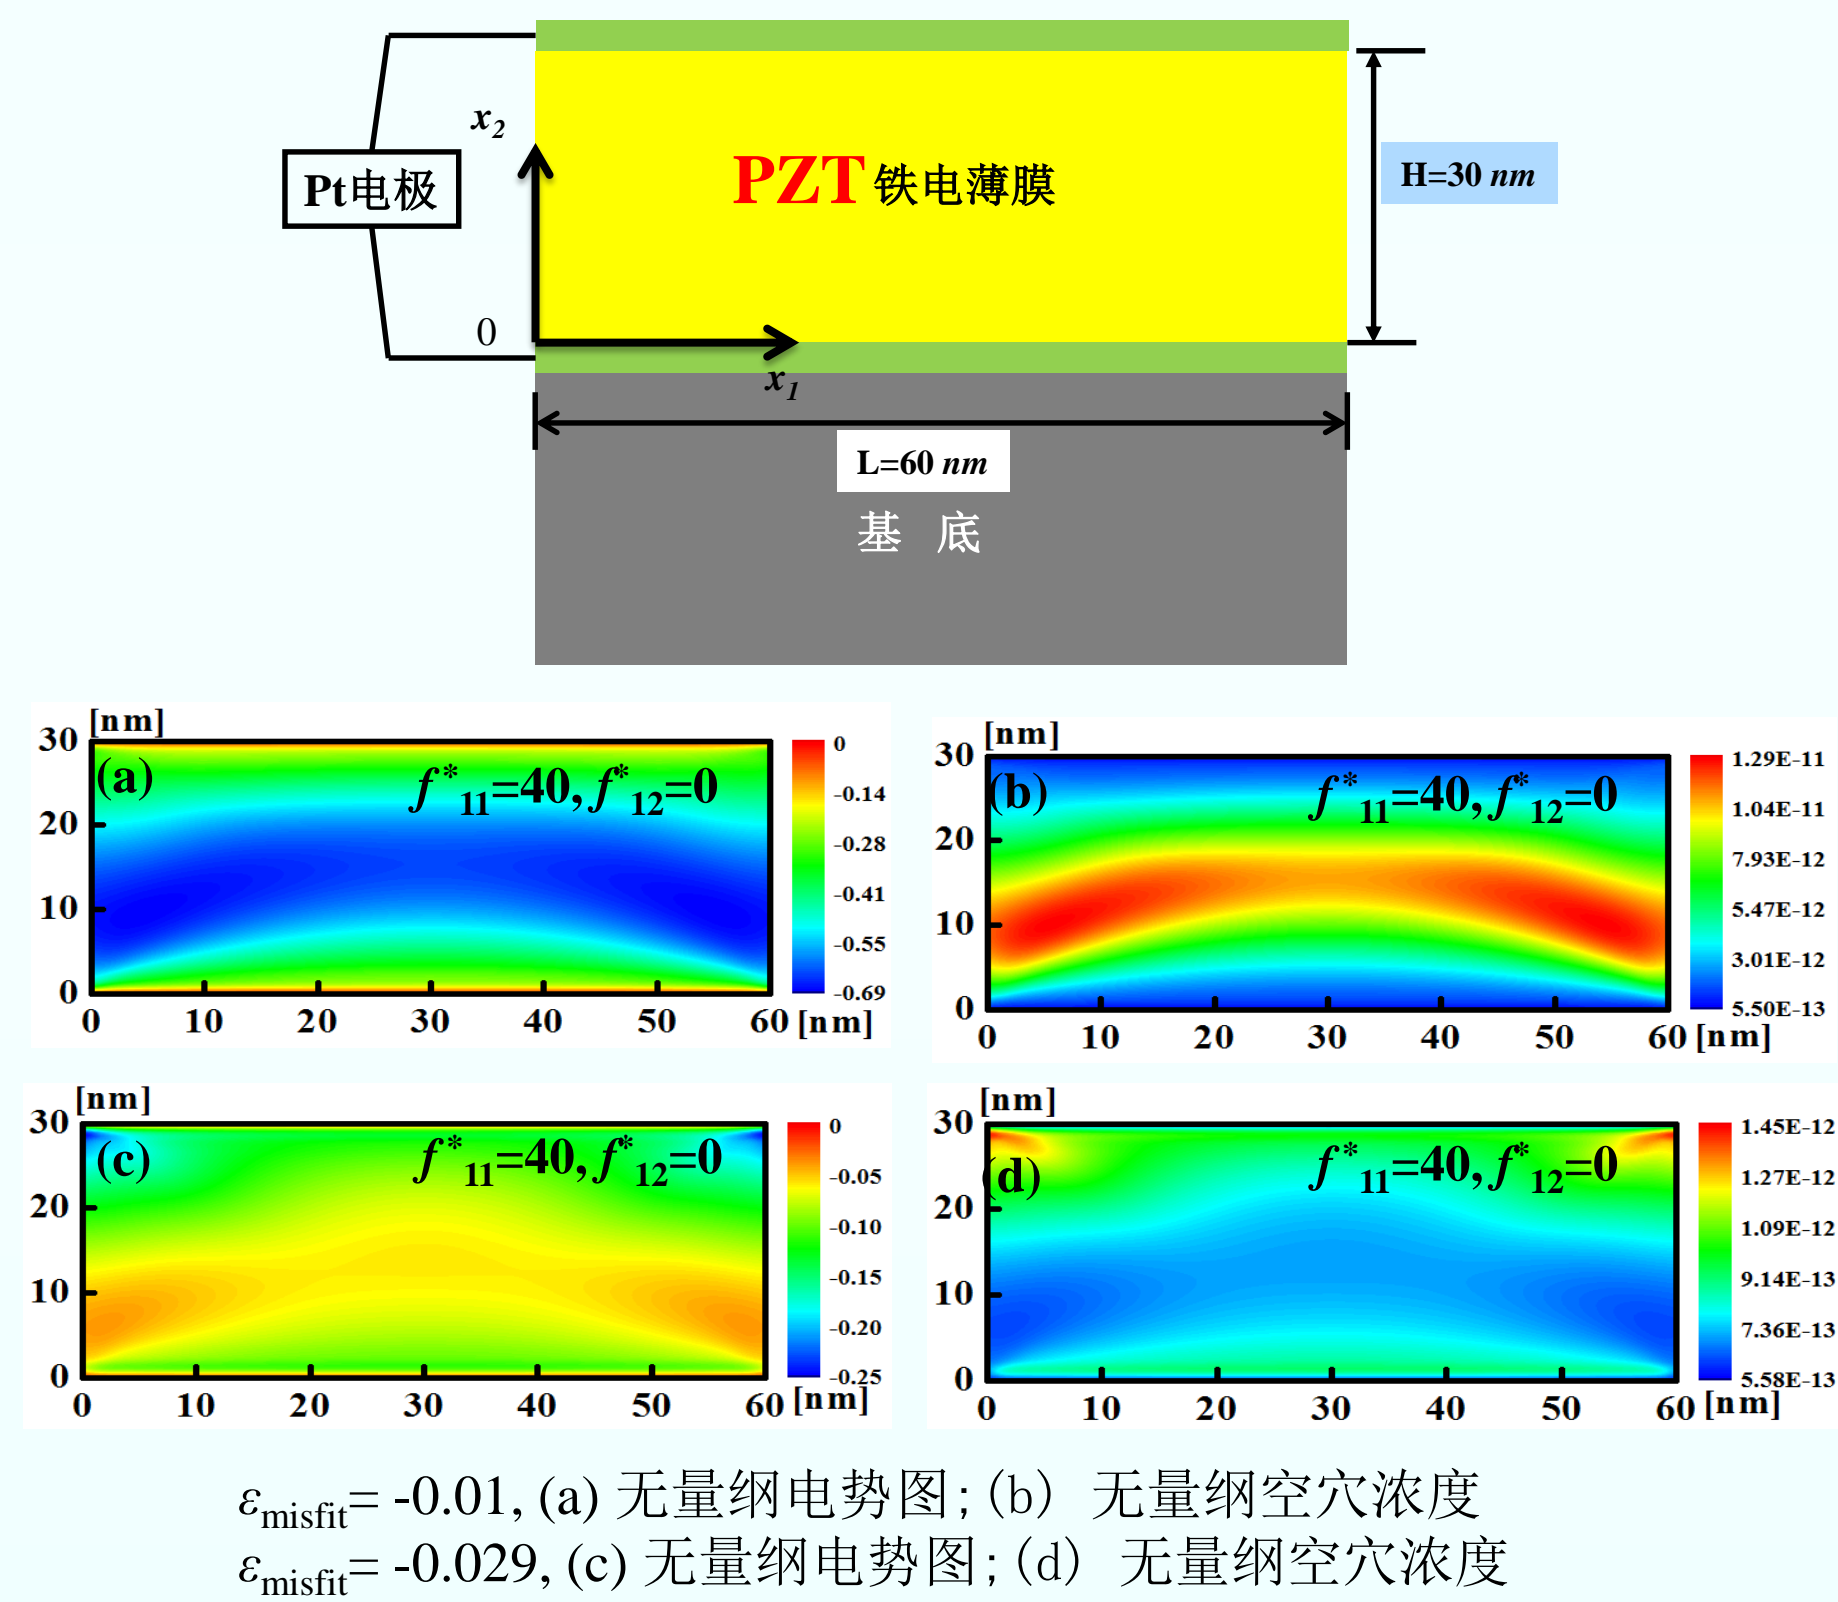 x₂
Pt电极
PZT 铁电薄膜
H=30 nm
0
x₁
L=60 nm
基 底
[nm]
30
(a)
f*₁₁=40, f*₁₂=0
20
10
0
0 10 20 30 40 50 60 [nm]
0
-0.14
-0.28
-0.41
-0.55
-0.69
[nm]
30
(b)
f*₁₁=40, f*₁₂=0
20
10
0
0 10 20 30 40 50 60 [nm]
1.29E-11
1.04E-11
7.93E-12
5.47E-12
3.01E-12
5.50E-13
[nm]
30
(c)
f*₁₁=40, f*₁₂=0
20
10
0
0 10 20 30 40 50 60 [nm]
0
-0.05
-0.10
-0.15
-0.20
-0.25
[nm]
30
(d)
f*₁₁=40, f*₁₂=0
20
10
0
0 10 20 30 40 50 60 [nm]
1.45E-12
1.27E-12
1.09E-12
9.14E-13
7.36E-13
5.58E-13
εmisfit= -0.01, (a) 无量纲电势图; (b) 无量纲空穴浓度
εmisfit= -0.029, (c) 无量纲电势图; (d) 无量纲空穴浓度